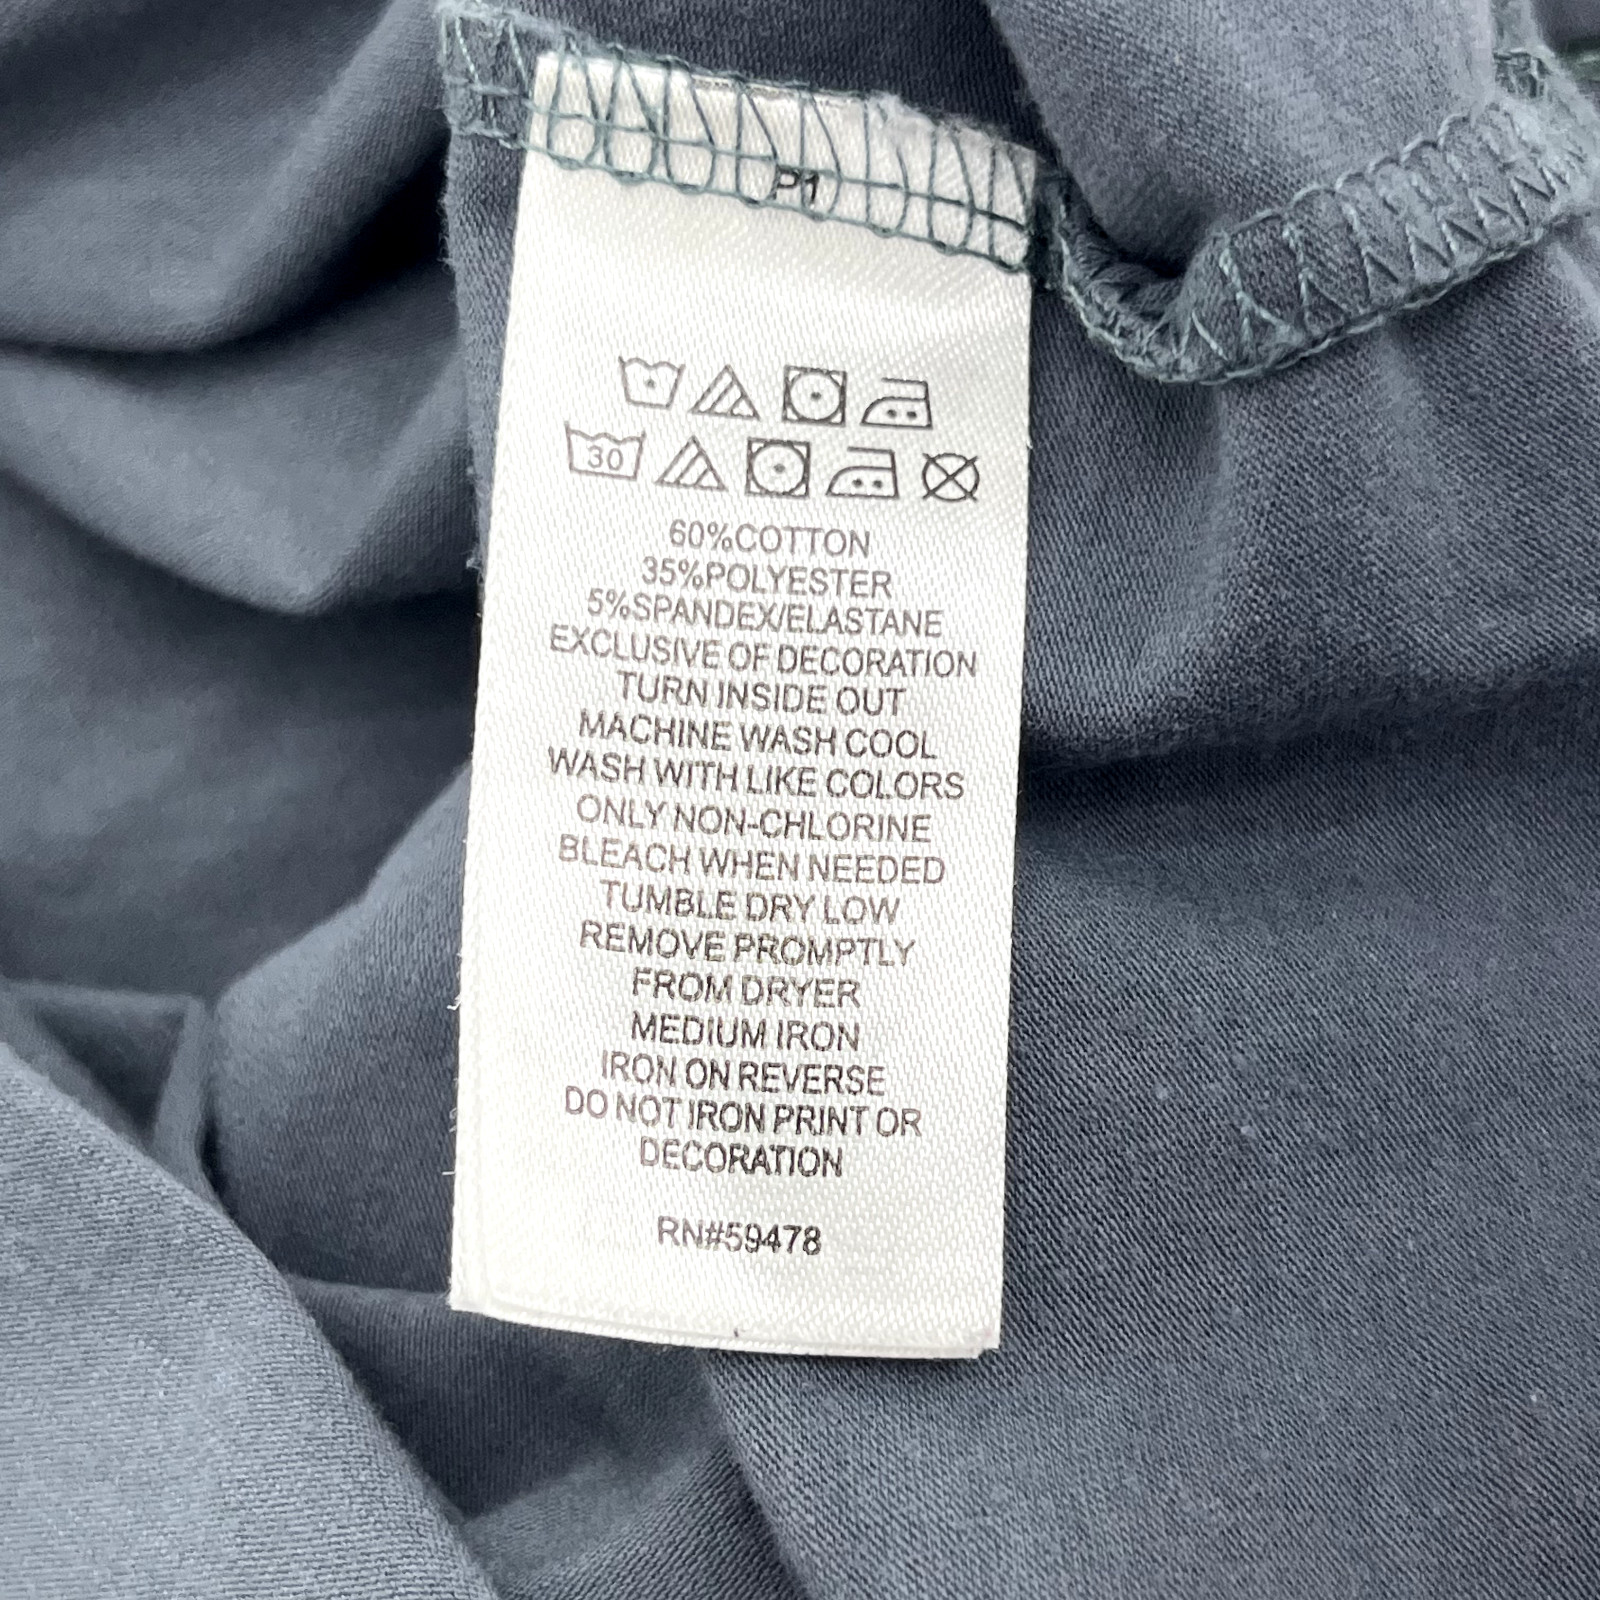 P1
30
60%COTTON
35%POLYESTER
5%SPANDEX/ELASTANE
EXCLUSIVE OF DECORATION
TURN INSIDE OUT
MACHINE WASH COOL
WASH WITH LIKE COLORS
ONLY NON-CHLORINE
BLEACH WHEN NEEDED
TUMBLE DRY LOW
REMOVE PROMPTLY
FROM DRYER
MEDIUM IRON
IRON ON REVERSE
DO NOT IRON PRINT OR
DECORATION
RN#59478